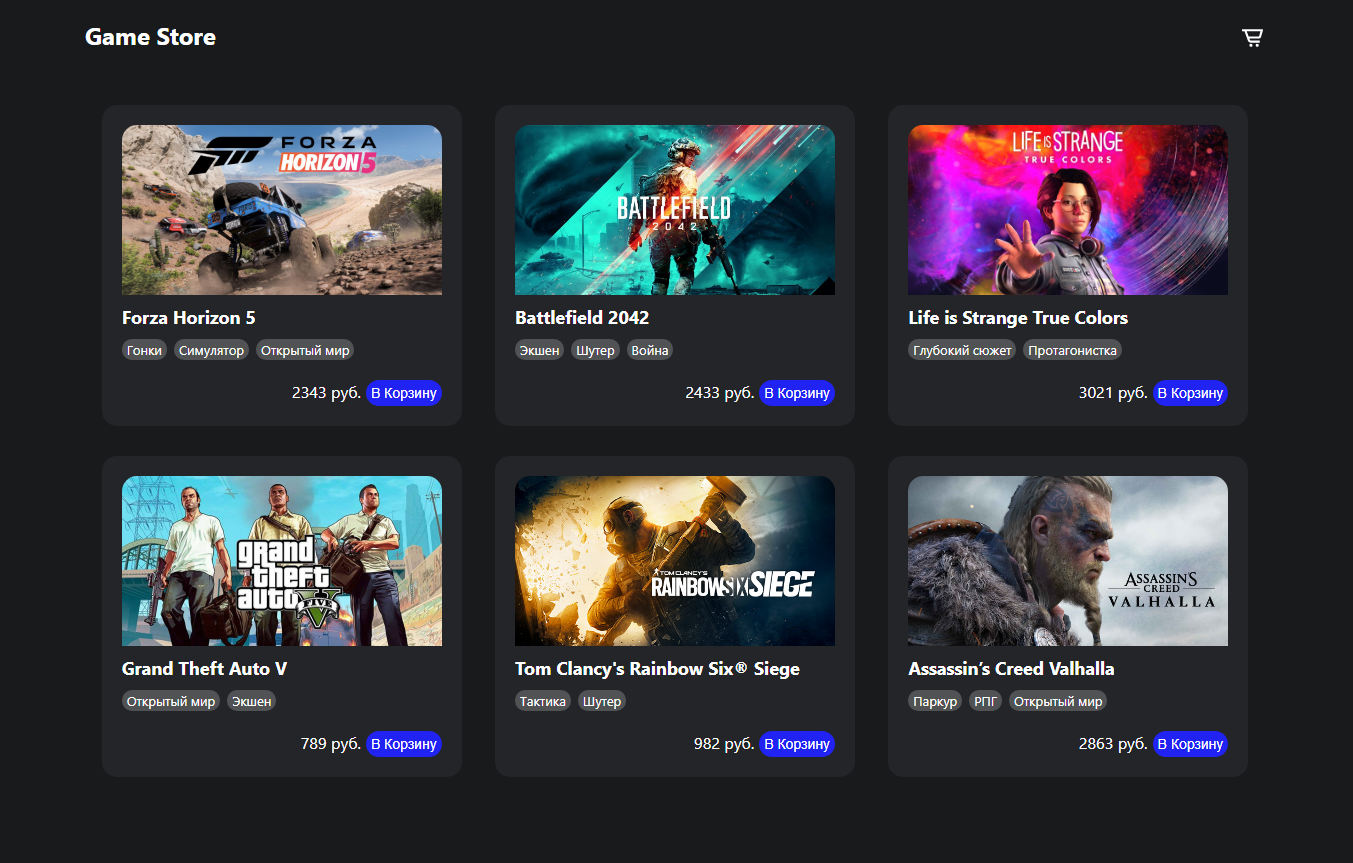 Game Store
FORZA
HORIZON 5
Forza Horizon 5
Гонки Симулятор Открытый мир
2343 руб. В Корзину
BATTLEFIELD
2042
Battlefield 2042
Экшен Шутер Война
2433 руб. В Корзину
LIFE IS STRANGE
TRUE COLORS
Life is Strange True Colors
Глубокий сюжет Протагонистка
3021 руб. В Корзину
grand
theft
auto V
FIVE
Grand Theft Auto V
Открытый мир Экшен
789 руб. В Корзину
TOM CLANCY'S
RAINBOWSIX SIEGE
Tom Clancy's Rainbow Six® Siege
Тактика Шутер
982 руб. В Корзину
ASSASSIN'S
CREED
VALHALLA
Assassin’s Creed Valhalla
Паркур РПГ Открытый мир
2863 руб. В Корзину